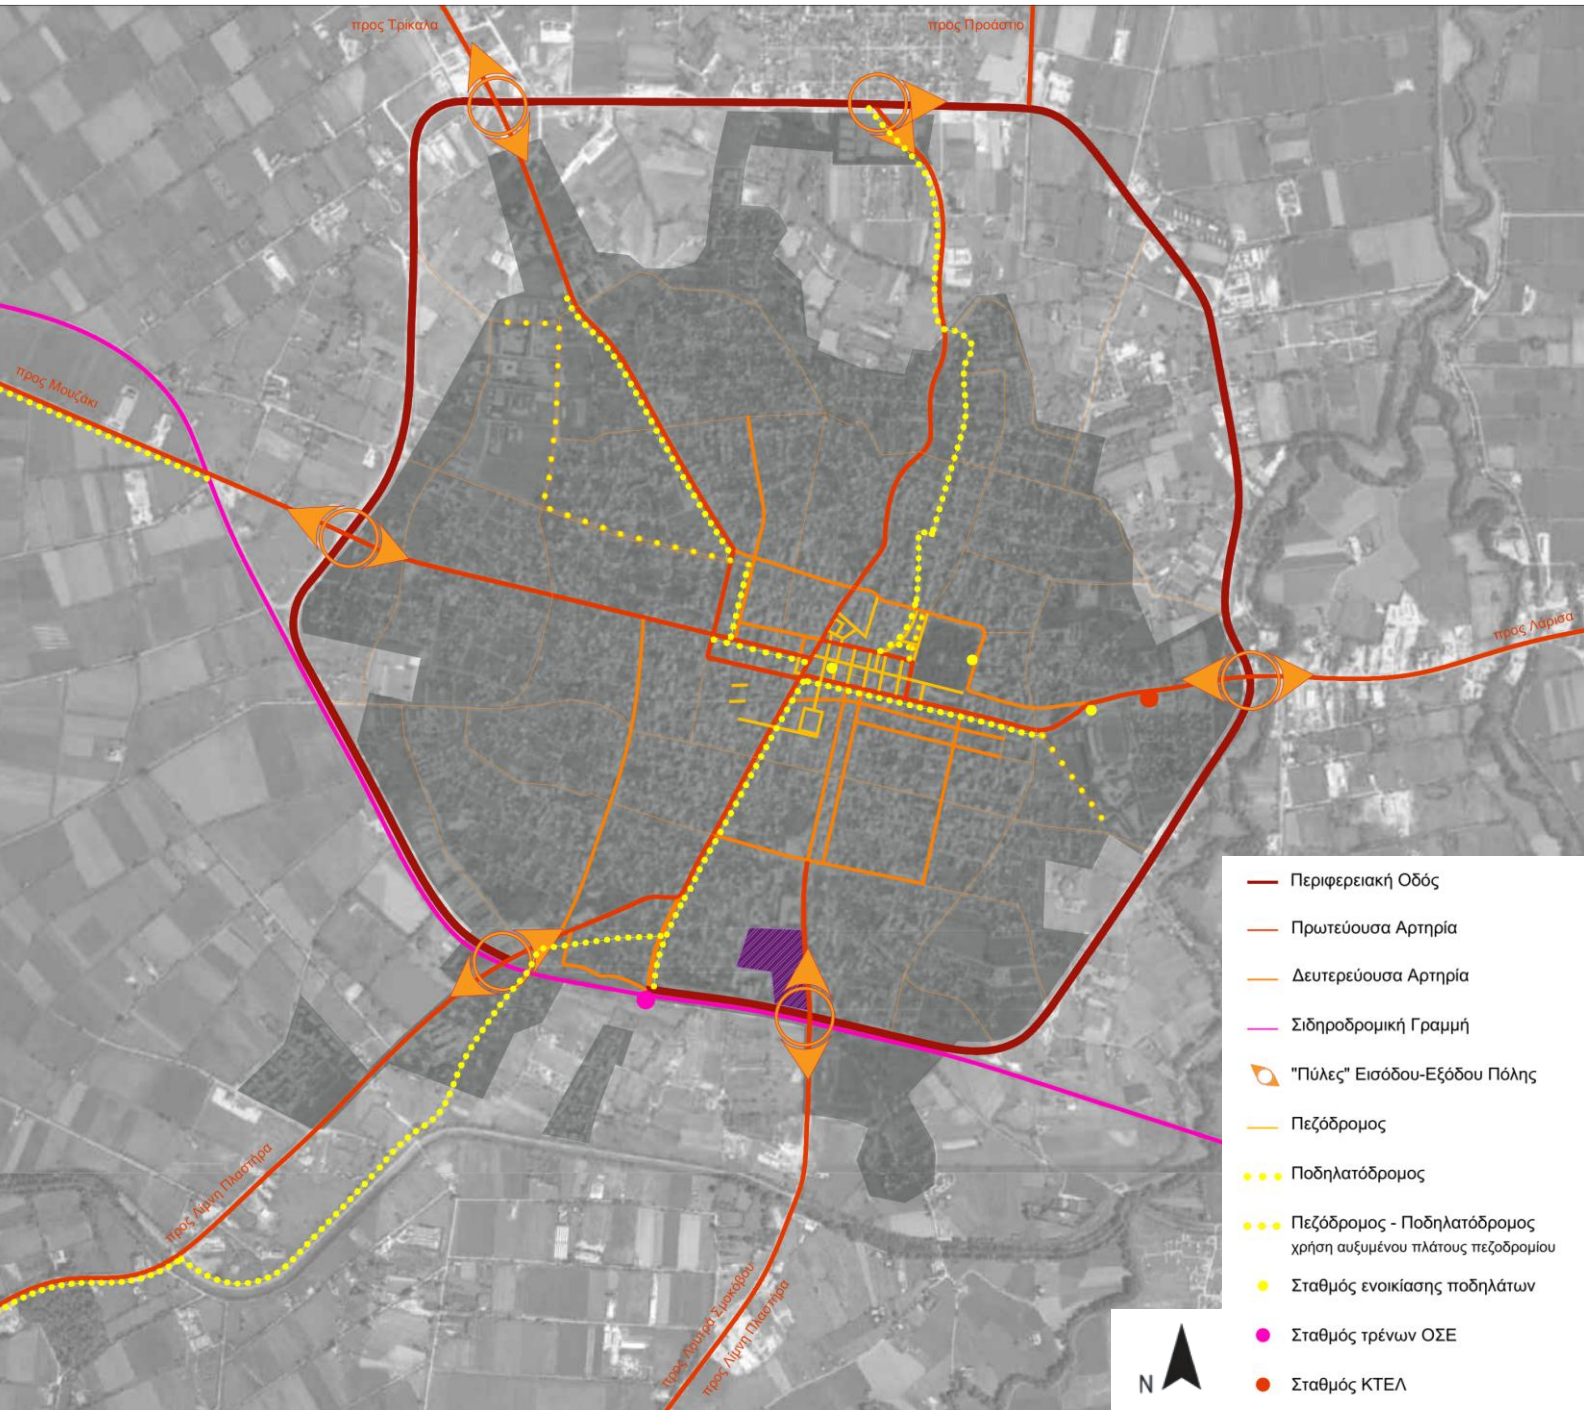 προς Τρίκαλα
προς Προάστιο
προς Μουζάκι
προς Λάρισα
προς Λίμνη Πλαστήρα
προς Λουτρά Σμοκόβου
προς Λίμνη Πλαστήρα
Περιφερειακή Οδός
Πρωτεύουσα Αρτηρία
Δευτερεύουσα Αρτηρία
Σιδηροδρομική Γραμμή
"Πύλες" Εισόδου-Εξόδου Πόλης
Πεζόδρομος
Ποδηλατόδρομος
Πεζόδρομος - Ποδηλατόδρομος
χρήση αυξημένου πλάτους πεζοδρομίου
Σταθμός ενοικίασης ποδηλάτων
Σταθμός τρένων ΟΣΕ
Σταθμός ΚΤΕΛ
N